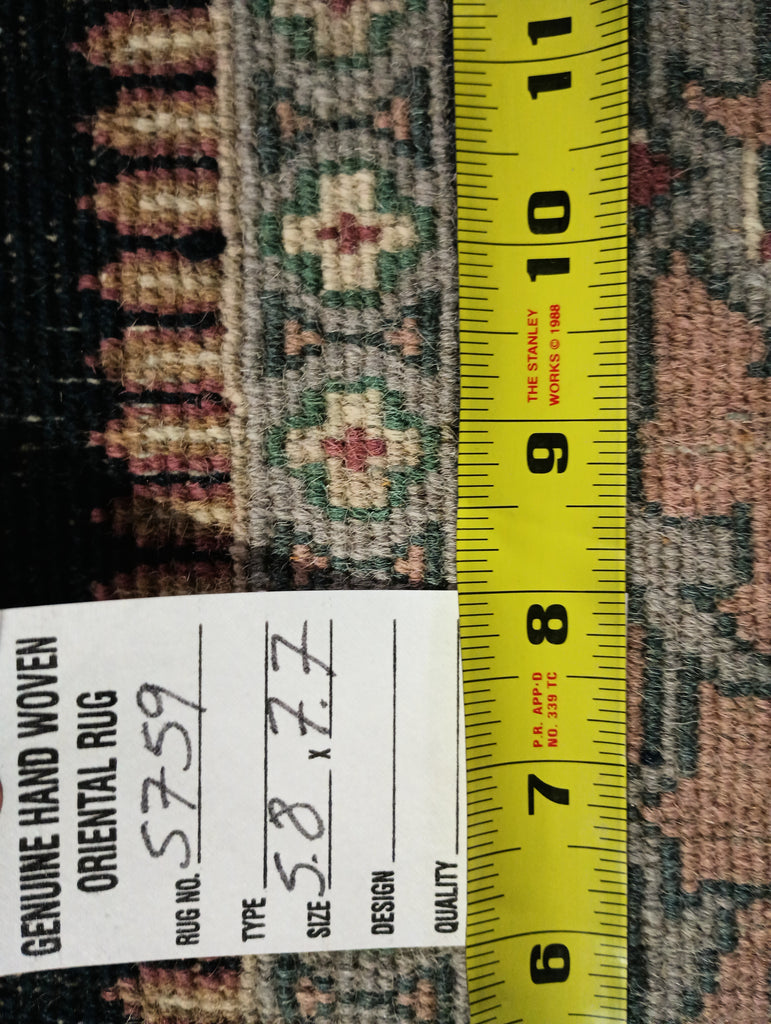 GENUINE HAND WOVEN
ORIENTAL RUG
RUG NO. 5759
TYPE
SIZE 5.8 x 7.7
DESIGN
QUALITY
6 7 8 9 10 11
P.R. APP'D
NO. 339 TC
THE STANLEY
WORKS © 1988